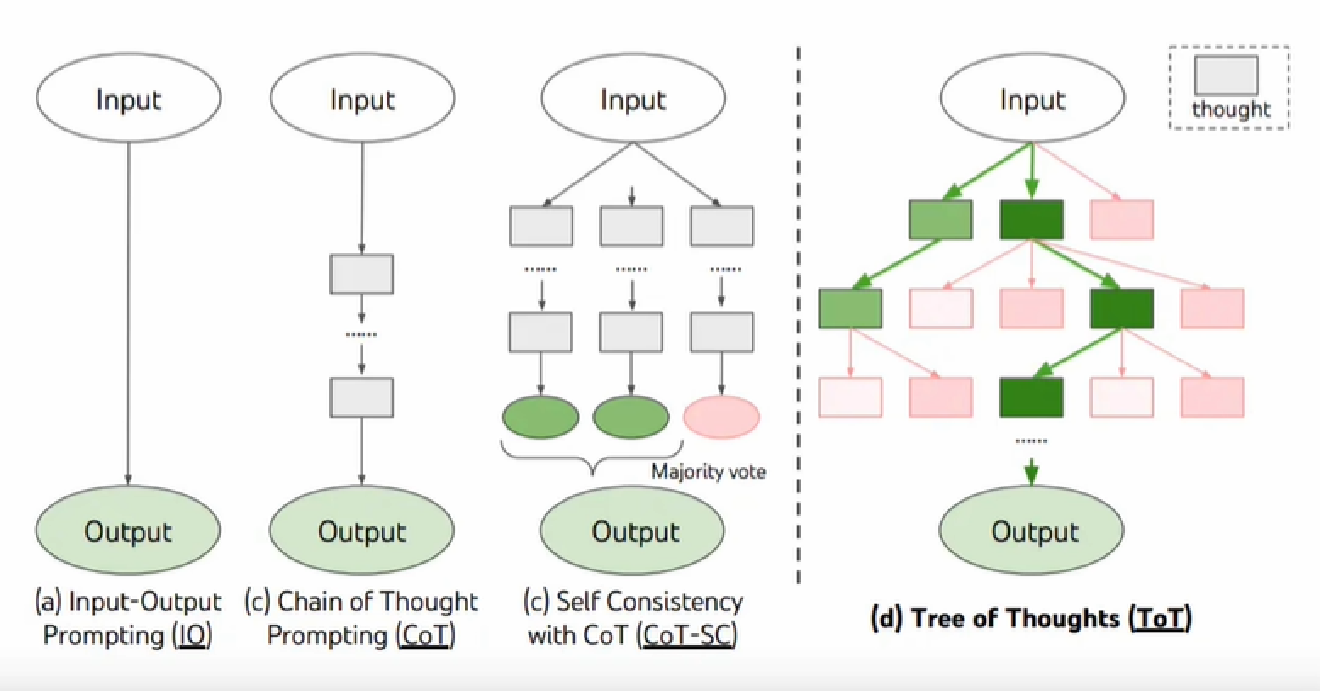 Input
Input
Input
Input
thought
......
......
......
......
Majority vote
......
Output
Output
Output
Output
(a) Input-Output
Prompting (IO)
(c) Chain of Thought
Prompting (CoT)
(c) Self Consistency
with CoT (CoT-SC)
(d) Tree of Thoughts (ToT)